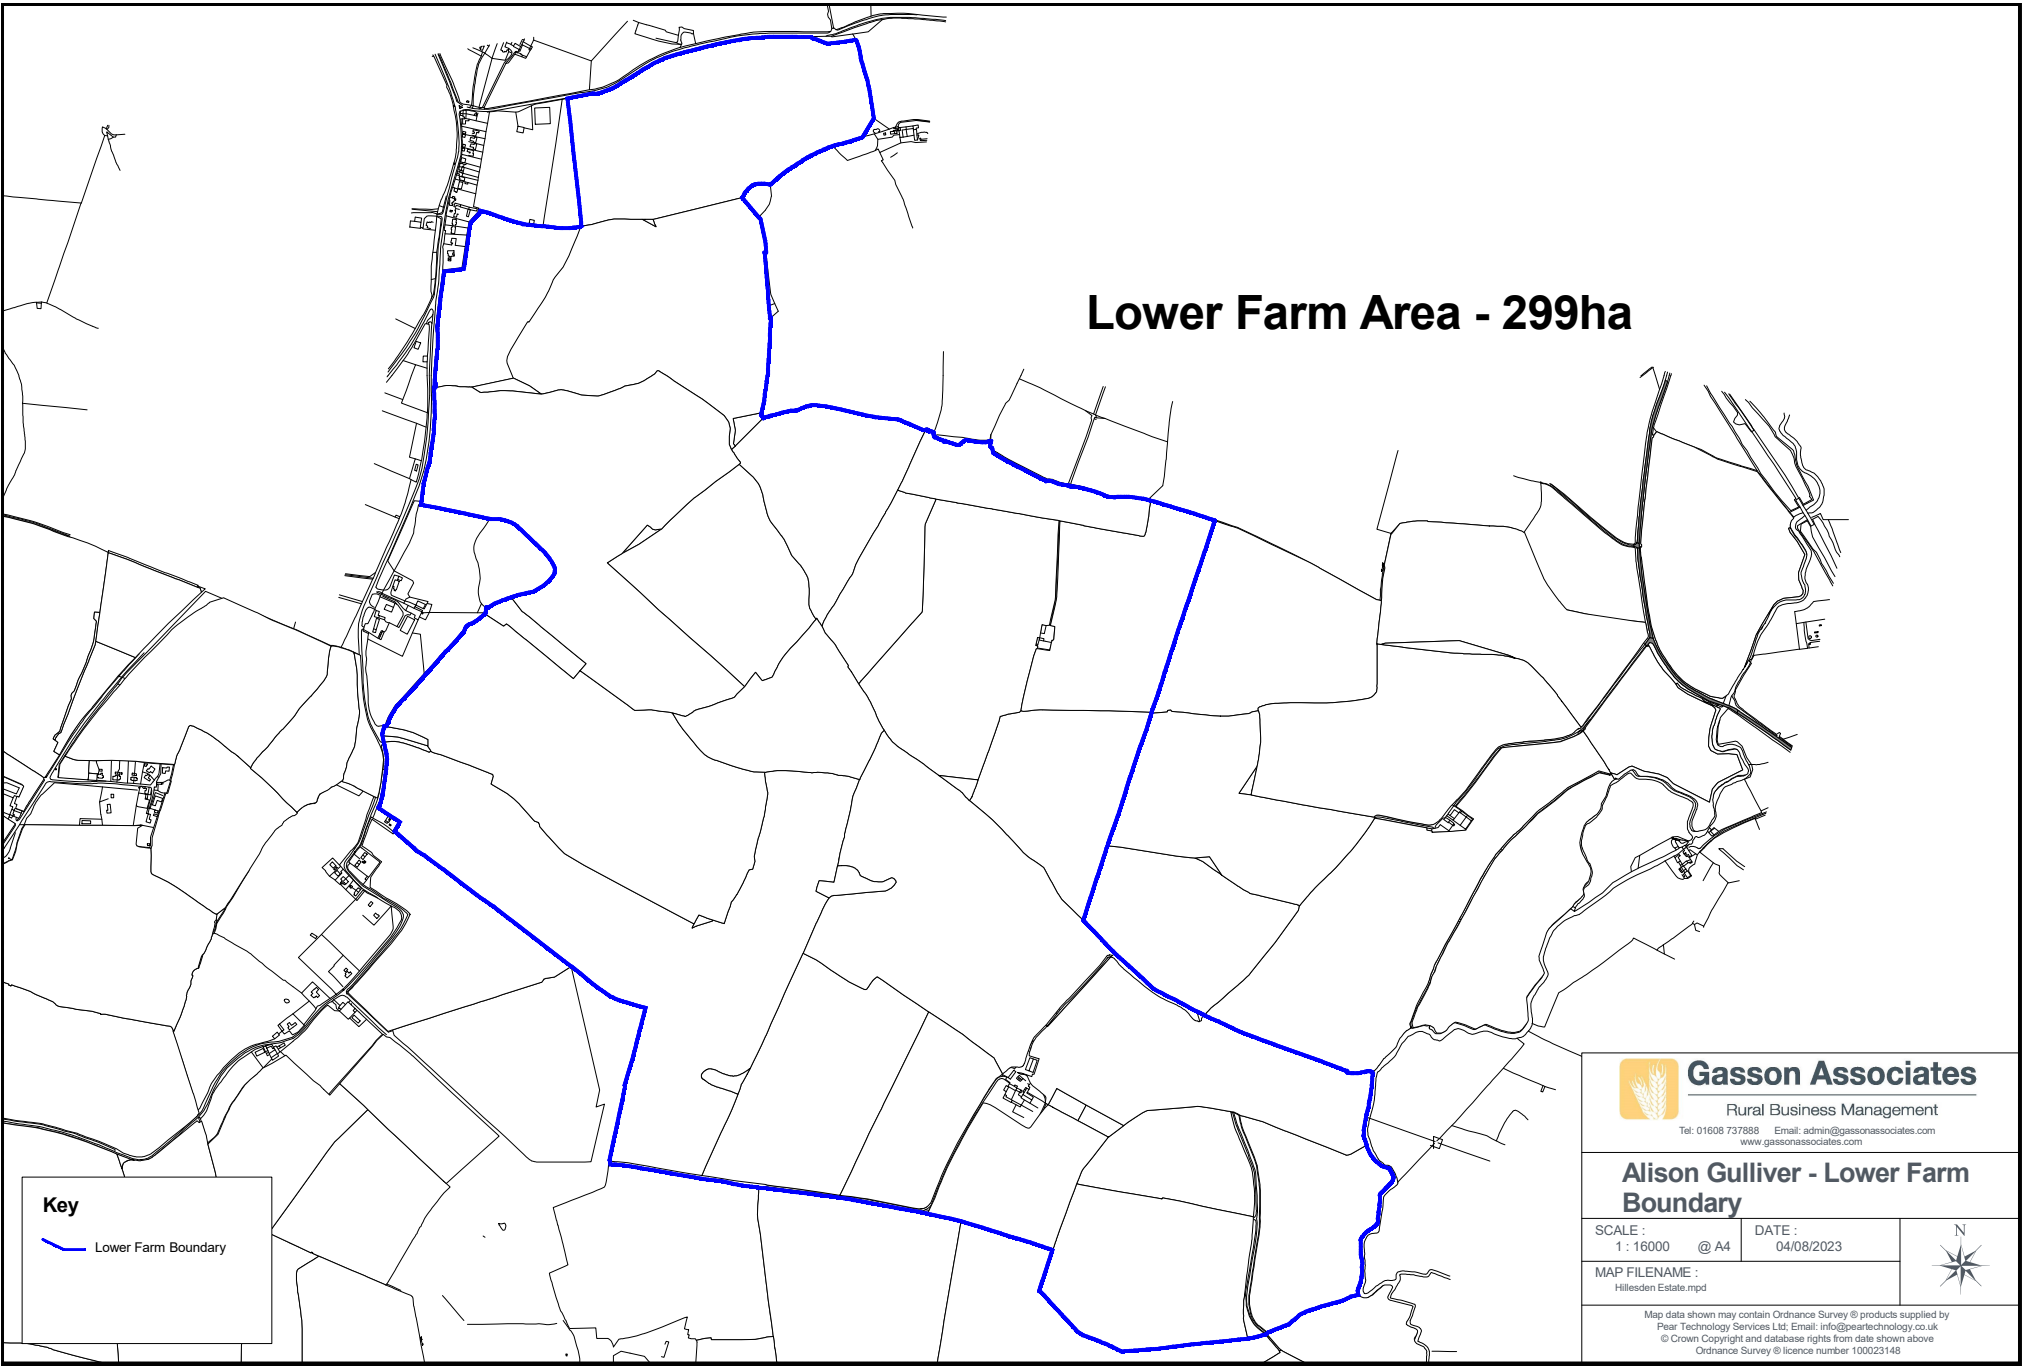 Lower Farm Area - 299ha
Key
Lower Farm Boundary
Gasson Associates
Rural Business Management
Tel: 01608 737888 Email: admin@gassonassociates.com
www.gassonassociates.com
Alison Gulliver - Lower Farm
Boundary
SCALE :
1 : 16000 @ A4
DATE :
04/08/2023
N
MAP FILENAME :
Hillesden Estate.mpd
Map data shown may contain Ordnance Survey ® products supplied by
Pear Technology Services Ltd; Email: info@peartechnology.co.uk
© Crown Copyright and database rights from date shown above
Ordnance Survey ® licence number 100023148